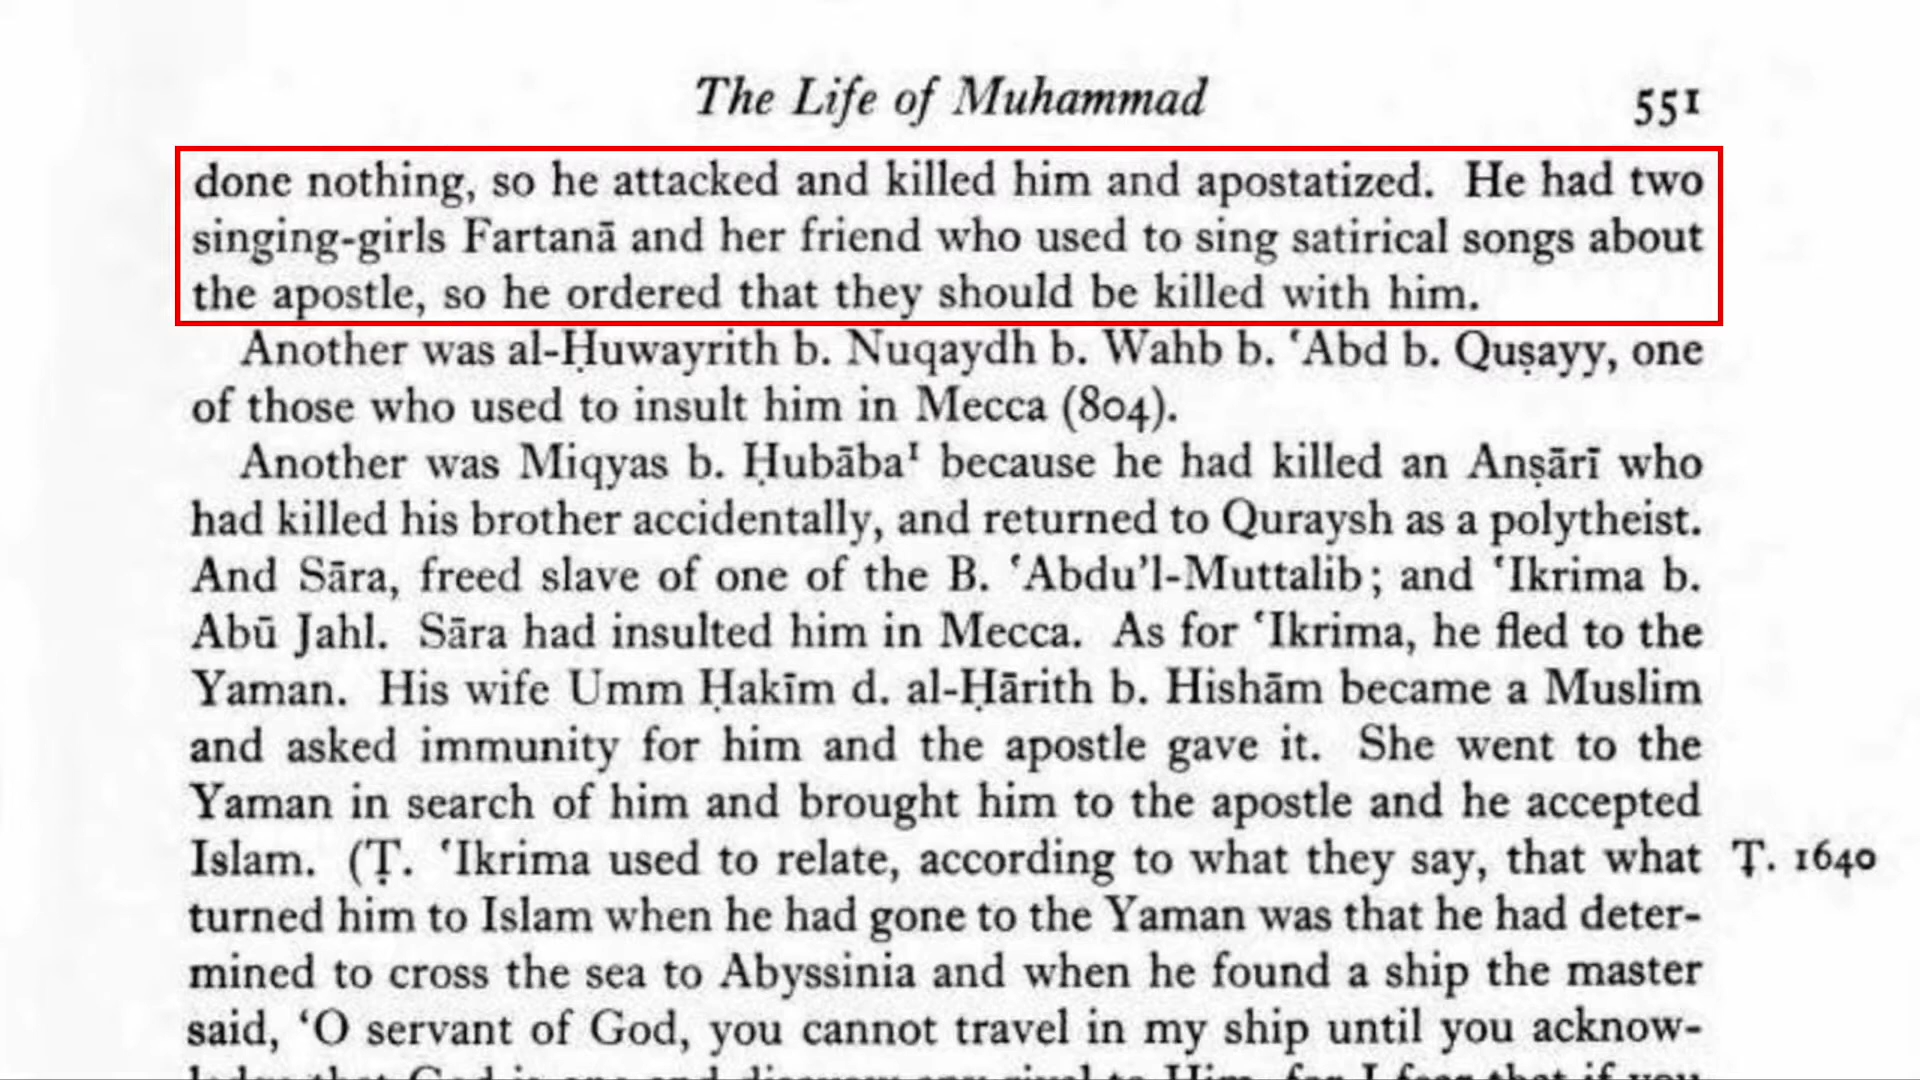 The Life of Muhammad 551
done nothing, so he attacked and killed him and apostatized. He had two
singing-girls Fartanā and her friend who used to sing satirical songs about
the apostle, so he ordered that they should be killed with him.
Another was al-Ḥuwayrith b. Nuqaydh b. Wahb b. ʿAbd b. Quṣayy, one
of those who used to insult him in Mecca (804).
Another was Miqyas b. Ḥubāba¹ because he had killed an Anṣārī who
had killed his brother accidentally, and returned to Quraysh as a polytheist.
And Sāra, freed slave of one of the B. ʿAbdu’l-Muttalib; and ʿIkrima b.
Abū Jahl. Sāra had insulted him in Mecca. As for ʿIkrima, he fled to the
Yaman. His wife Umm Ḥakīm d. al-Ḥārith b. Hishām became a Muslim
and asked immunity for him and the apostle gave it. She went to the
Yaman in search of him and brought him to the apostle and he accepted
Islam. (Ṭ. ʿIkrima used to relate, according to what they say, that what Ṭ. 1640
turned him to Islam when he had gone to the Yaman was that he had deter-
mined to cross the sea to Abyssinia and when he found a ship the master
said, ‘O servant of God, you cannot travel in my ship until you acknow-